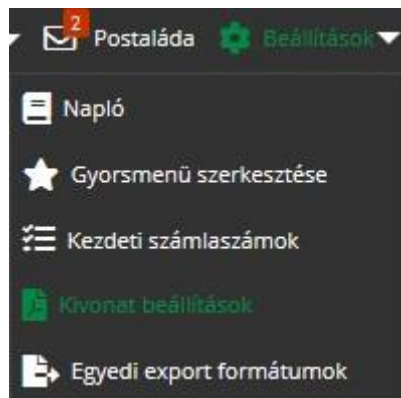 2 Postaláda Beállítások
Napló
Gyorsmenü szerkesztése
Kezdeti számlaszámok
Kivonat beállítások
Egyedi export formátumok